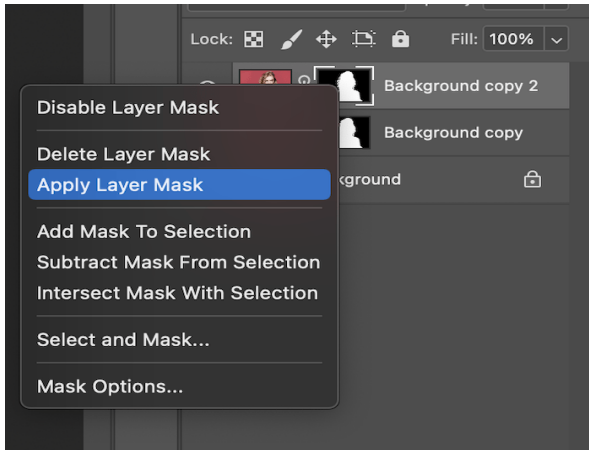 Lock:
Fill: 100%
Background copy 2
Background copy
kground
Disable Layer Mask
Delete Layer Mask
Apply Layer Mask
Add Mask To Selection
Subtract Mask From Selection
Intersect Mask With Selection
Select and Mask...
Mask Options...